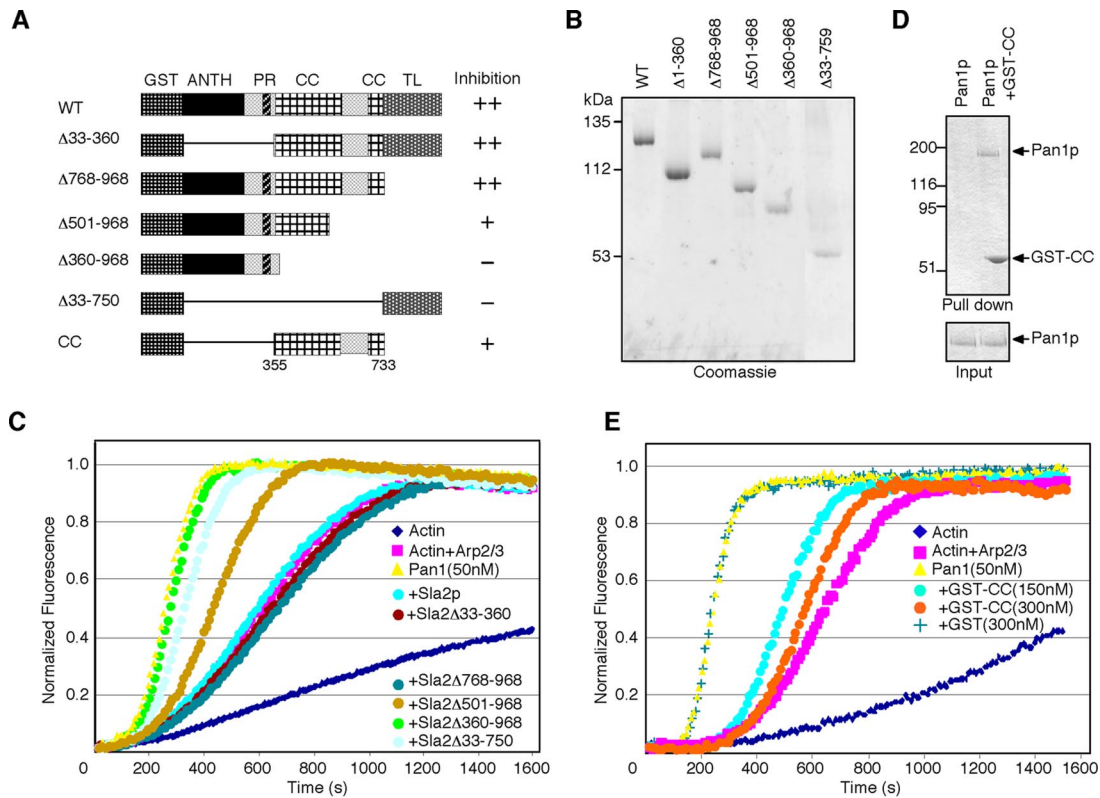 A
GST ANTH PR CC CC TL Inhibition
WT ++
Δ33-360 ++
Δ768-968 ++
Δ501-968 +
Δ360-968 –
Δ33-750 –
CC +
355 733
B
WT
Δ1-360
Δ768-968
Δ501-968
Δ360-968
Δ33-759
kDa
135
112
53
Coomassie
D
Pan1p
Pan1p
+GST-CC
200
116
95
51
Pan1p
GST-CC
Pull down
Pan1p
Input
C
Normalized Fluorescence
1.0
0.8
0.6
0.4
0.2
Actin
Actin+Arp2/3
Pan1(50nM)
+Sla2p
+Sla2Δ33-360
+Sla2Δ768-968
+Sla2Δ501-968
+Sla2Δ360-968
+Sla2Δ33-750
200 400 600 800 1000 1200 1400 1600
Time (s)
E
Normalized Fluorescence
1.0
0.8
0.6
0.4
0.2
Actin
Actin+Arp2/3
Pan1(50nM)
+GST-CC(150nM)
+GST-CC(300nM)
+GST(300nM)
0 200 400 600 800 1000 1200 1400 1600
Time (s)